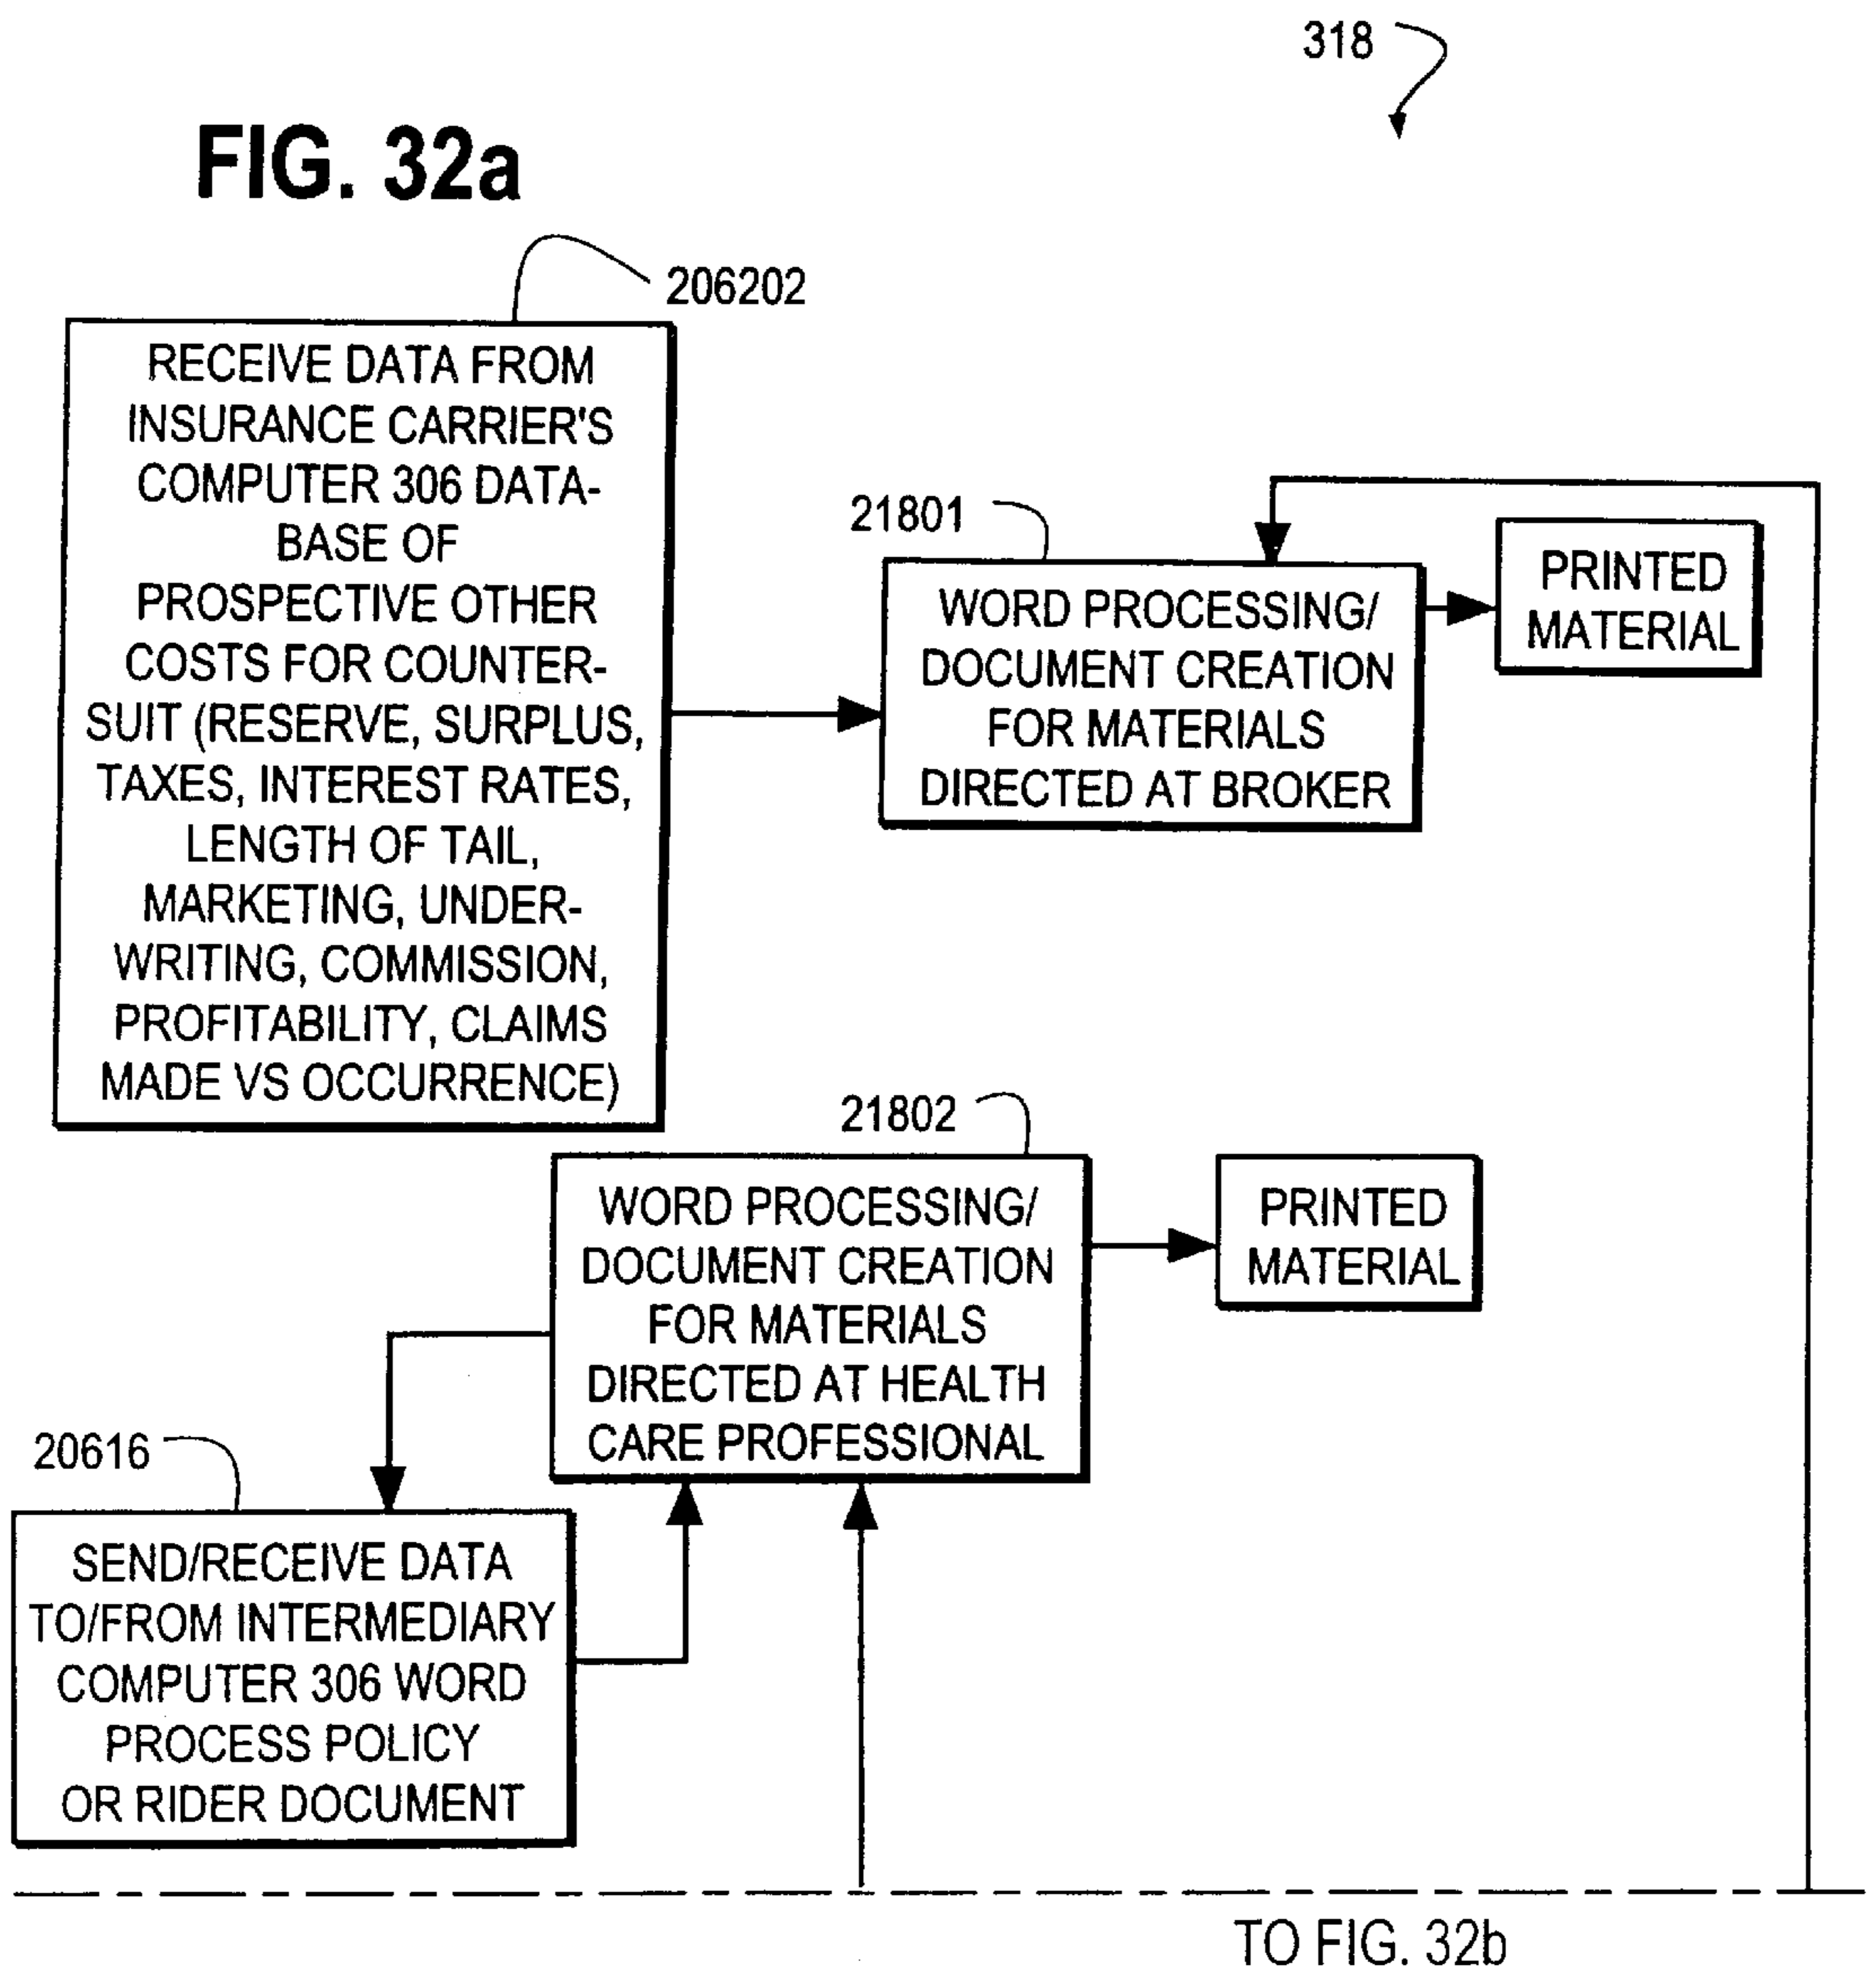 318
FIG. 32a
206202
RECEIVE DATA FROM
INSURANCE CARRIER'S
COMPUTER 306 DATA-
BASE OF
PROSPECTIVE OTHER
COSTS FOR COUNTER-
SUIT (RESERVE, SURPLUS,
TAXES, INTEREST RATES,
LENGTH OF TAIL,
MARKETING, UNDER-
WRITING, COMMISSION,
PROFITABILITY, CLAIMS
MADE VS OCCURRENCE)
21801
WORD PROCESSING/
DOCUMENT CREATION
FOR MATERIALS
DIRECTED AT BROKER
PRINTED
MATERIAL
21802
WORD PROCESSING/
DOCUMENT CREATION
FOR MATERIALS
DIRECTED AT HEALTH
CARE PROFESSIONAL
PRINTED
MATERIAL
20616
SEND/RECEIVE DATA
TO/FROM INTERMEDIARY
COMPUTER 306 WORD
PROCESS POLICY
OR RIDER DOCUMENT
TO FIG. 32b